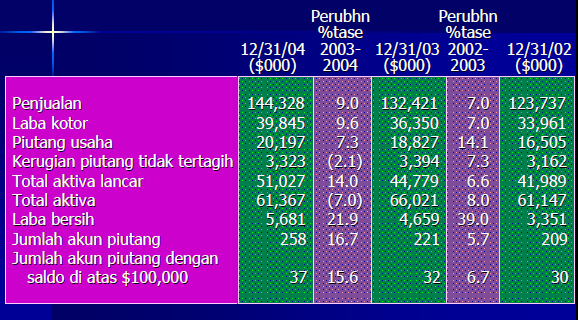 Perubhn Perubhn
%tase %tase
12/31/04 2003- 12/31/03 2002- 12/31/02
($000) 2004 ($000) 2003 ($000)
Penjualan 144,328 9.0 132,421 7.0 123,737
Laba kotor 39,845 9.6 36,350 7.0 33,961
Piutang usaha 20,197 7.3 18,827 14.1 16,505
Kerugian piutang tidak tertagih 3,323 (2.1) 3,394 7.3 3,162
Total aktiva lancar 51,027 14.0 44,779 6.6 41,989
Total aktiva 61,367 (7.0) 66,021 8.0 61,147
Laba bersih 5,681 21.9 4,659 39.0 3,351
Jumlah akun piutang 258 16.7 221 5.7 209
Jumlah akun piutang dengan
saldo di atas $100,000 37 15.6 32 6.7 30